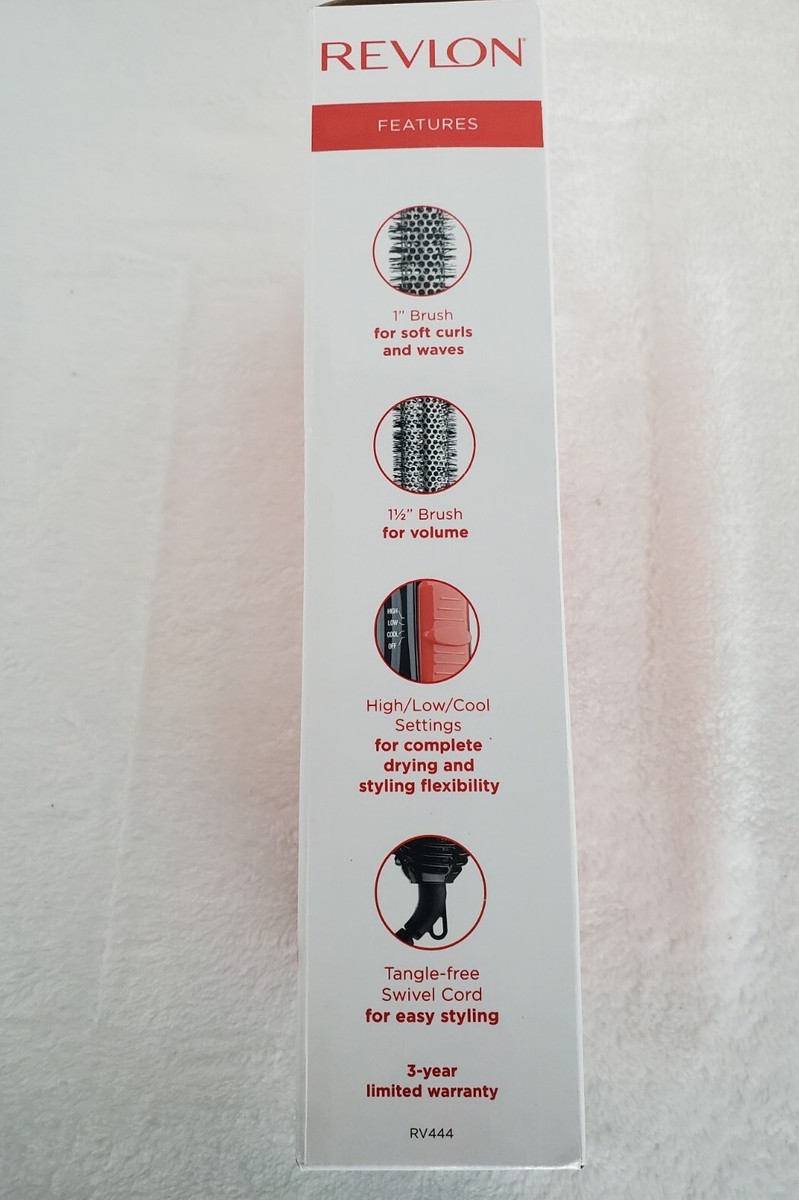 REVLON®
FEATURES
1” Brush
for soft curls
and waves
1½” Brush
for volume
HIGH
LOW
COOL
OFF
High/Low/Cool
Settings
for complete
drying and
styling flexibility
Tangle-free
Swivel Cord
for easy styling
3-year
limited warranty
RV444